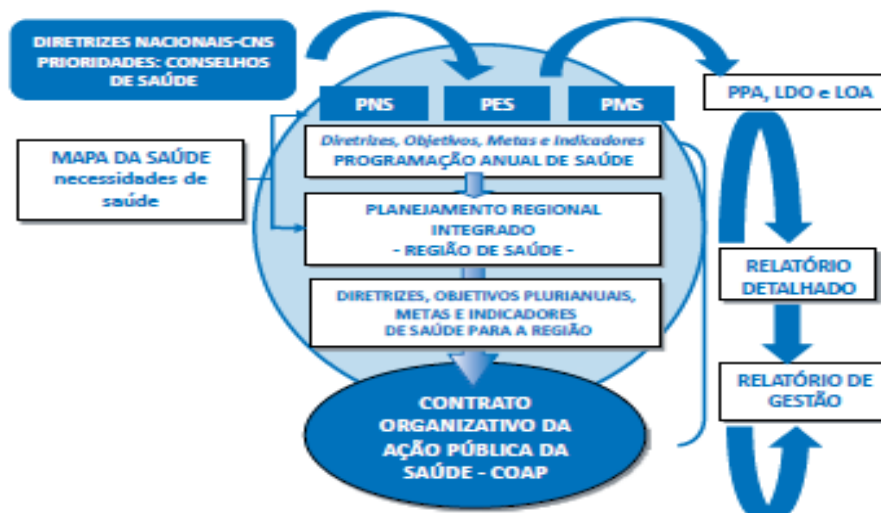 DIRETRIZES NACIONAIS-CNS
PRIORIDADES: CONSELHOS
DE SAÚDE
PNS
PES
PMS
PPA, LDO e LOA
Diretrizes, Objetivos, Metas e Indicadores
PROGRAMAÇÃO ANUAL DE SAÚDE
MAPA DA SAÚDE
necessidades de
saúde
PLANEJAMENTO REGIONAL
INTEGRADO
- REGIÃO DE SAÚDE -
RELATÓRIO
DETALHADO
DIRETRIZES, OBJETIVOS PLURIANUAIS,
METAS E INDICADORES
DE SAÚDE PARA A REGIÃO
RELATÓRIO DE
GESTÃO
CONTRATO
ORGANIZATIVO DA
AÇÃO PÚBLICA DA
SAÚDE - COAP